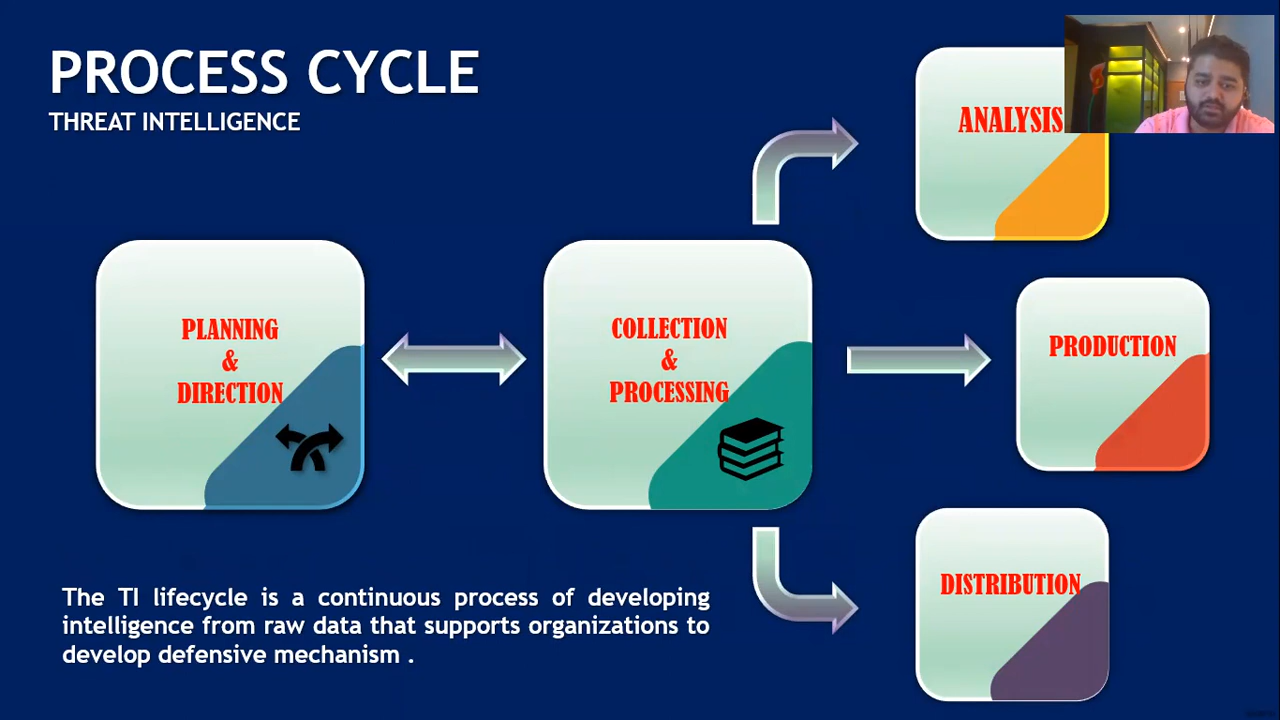 PROCESS CYCLE
THREAT INTELLIGENCE
ANALYSIS
PLANNING
&
DIRECTION
COLLECTION
&
PROCESSING
PRODUCTION
DISTRIBUTION
The TI lifecycle is a continuous process of developing
intelligence from raw data that supports organizations to
develop defensive mechanism .